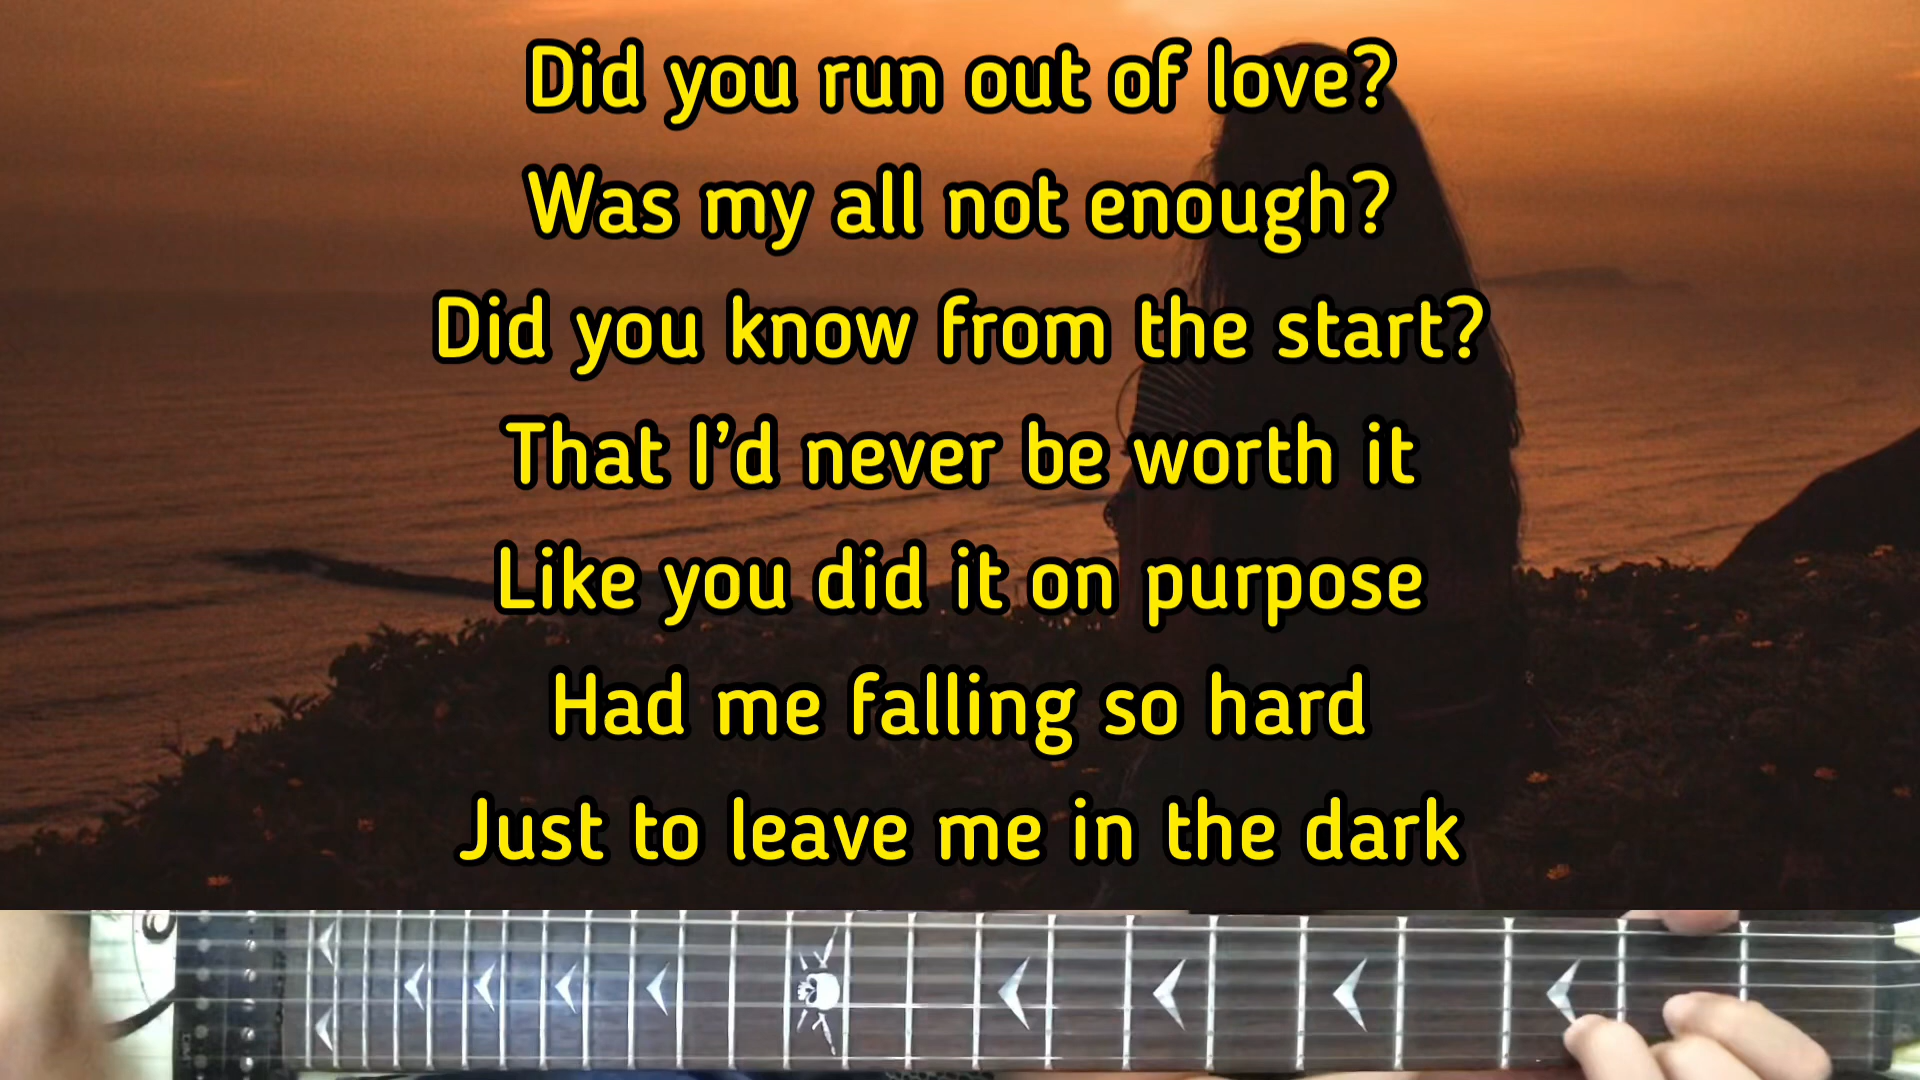 Did you run out of love?
Was my all not enough?
Did you know from the start?
That I’d never be worth it
Like you did it on purpose
Had me falling so hard
Just to leave me in the dark